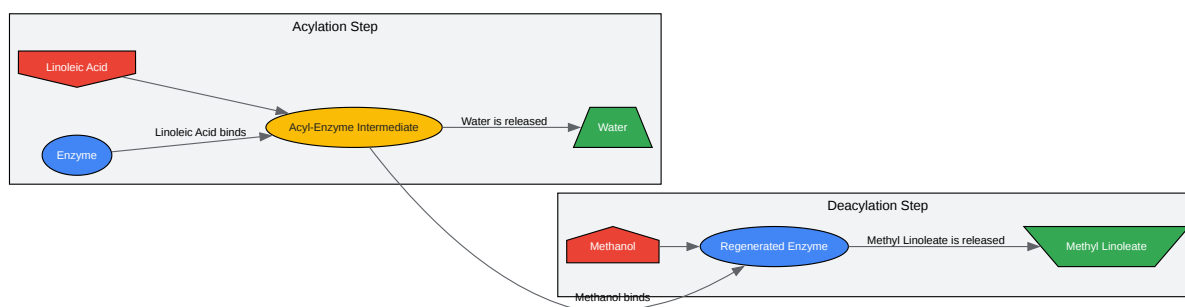 Acylation Step
Linoleic Acid
Linoleic Acid binds
Enzyme
Acyl-Enzyme Intermediate
Water is released
Water
Deacylation Step
Methanol
Methanol binds
Regenerated Enzyme
Methyl Linoleate is released
Methyl Linoleate